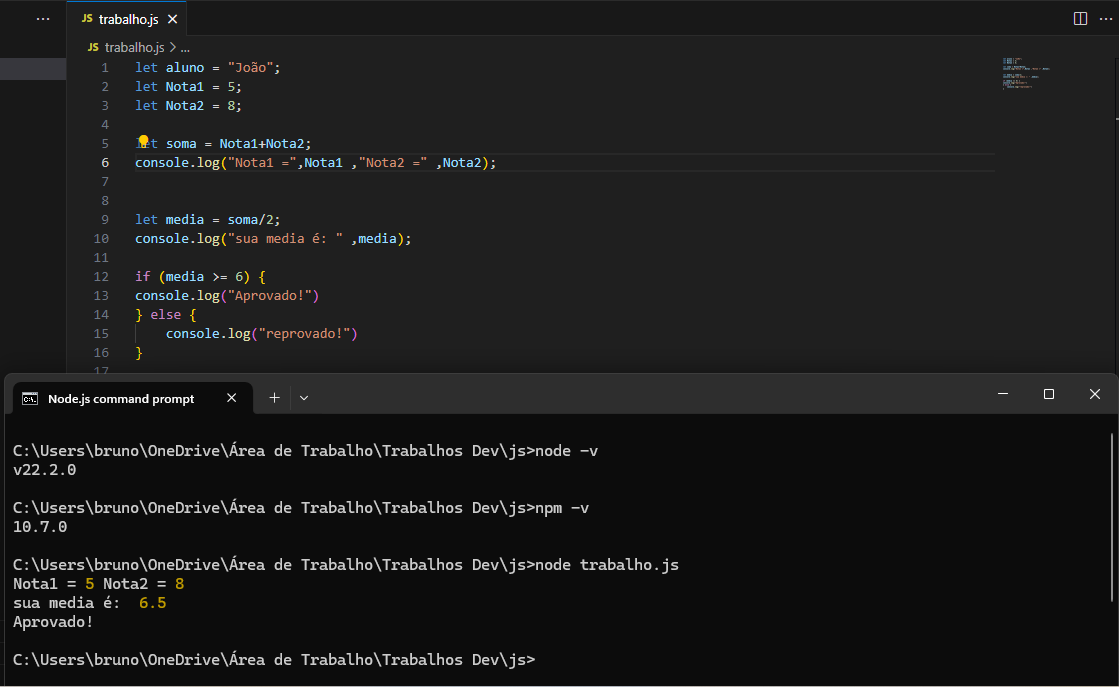 JS trabalho.js
JS trabalho.js > ...
1 let aluno = "João";
2 let Nota1 = 5;
3 let Nota2 = 8;
4
5 let soma = Nota1+Nota2;
6 console.log("Nota1 =",Nota1 ,"Nota2 =" ,Nota2);
7
8
9 let media = soma/2;
10 console.log("sua media é: " ,media);
11
12 if (media >= 6) {
13 console.log("Aprovado!")
14 } else {
15 console.log("reprovado!")
16 }
17
Node.js command prompt
C:\Users\bruno\OneDrive\Área de Trabalho\Trabalhos Dev\js>node -v
v22.2.0
C:\Users\bruno\OneDrive\Área de Trabalho\Trabalhos Dev\js>npm -v
10.7.0
C:\Users\bruno\OneDrive\Área de Trabalho\Trabalhos Dev\js>node trabalho.js
Nota1 = 5 Nota2 = 8
sua media é:  6.5
Aprovado!
C:\Users\bruno\OneDrive\Área de Trabalho\Trabalhos Dev\js>